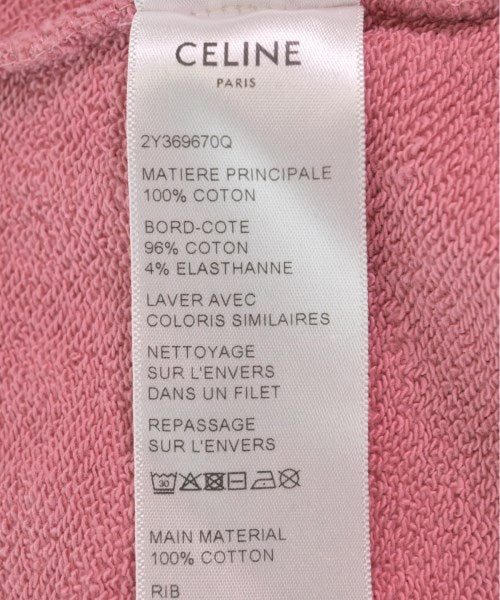 CELINE
PARIS
2Y369670Q
MATIERE PRINCIPALE
100% COTON
BORD-COTE
96% COTON
4% ELASTHANNE
LAVER AVEC
COLORIS SIMILAIRES
NETTOYAGE
SUR L'ENVERS
DANS UN FILET
REPASSAGE
SUR L'ENVERS
30
MAIN MATERIAL
100% COTTON
RIB